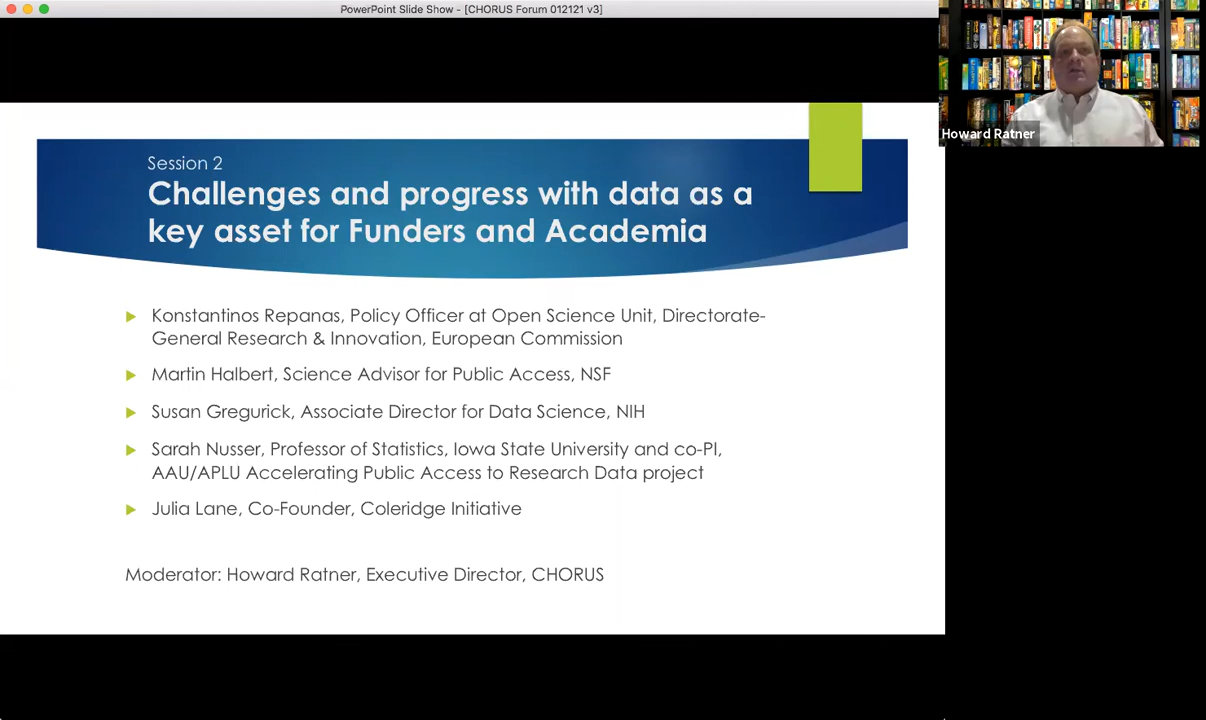 PowerPoint Slide Show - [CHORUS Forum 012121 v3]
Howard Ratner
Session 2
Challenges and progress with data as a
key asset for Funders and Academia
Konstantinos Repanas, Policy Officer at Open Science Unit, Directorate-
General Research & Innovation, European Commission
Martin Halbert, Science Advisor for Public Access, NSF
Susan Gregurick, Associate Director for Data Science, NIH
Sarah Nusser, Professor of Statistics, Iowa State University and co-PI,
AAU/APLU Accelerating Public Access to Research Data project
Julia Lane, Co-Founder, Coleridge Initiative
Moderator: Howard Ratner, Executive Director, CHORUS